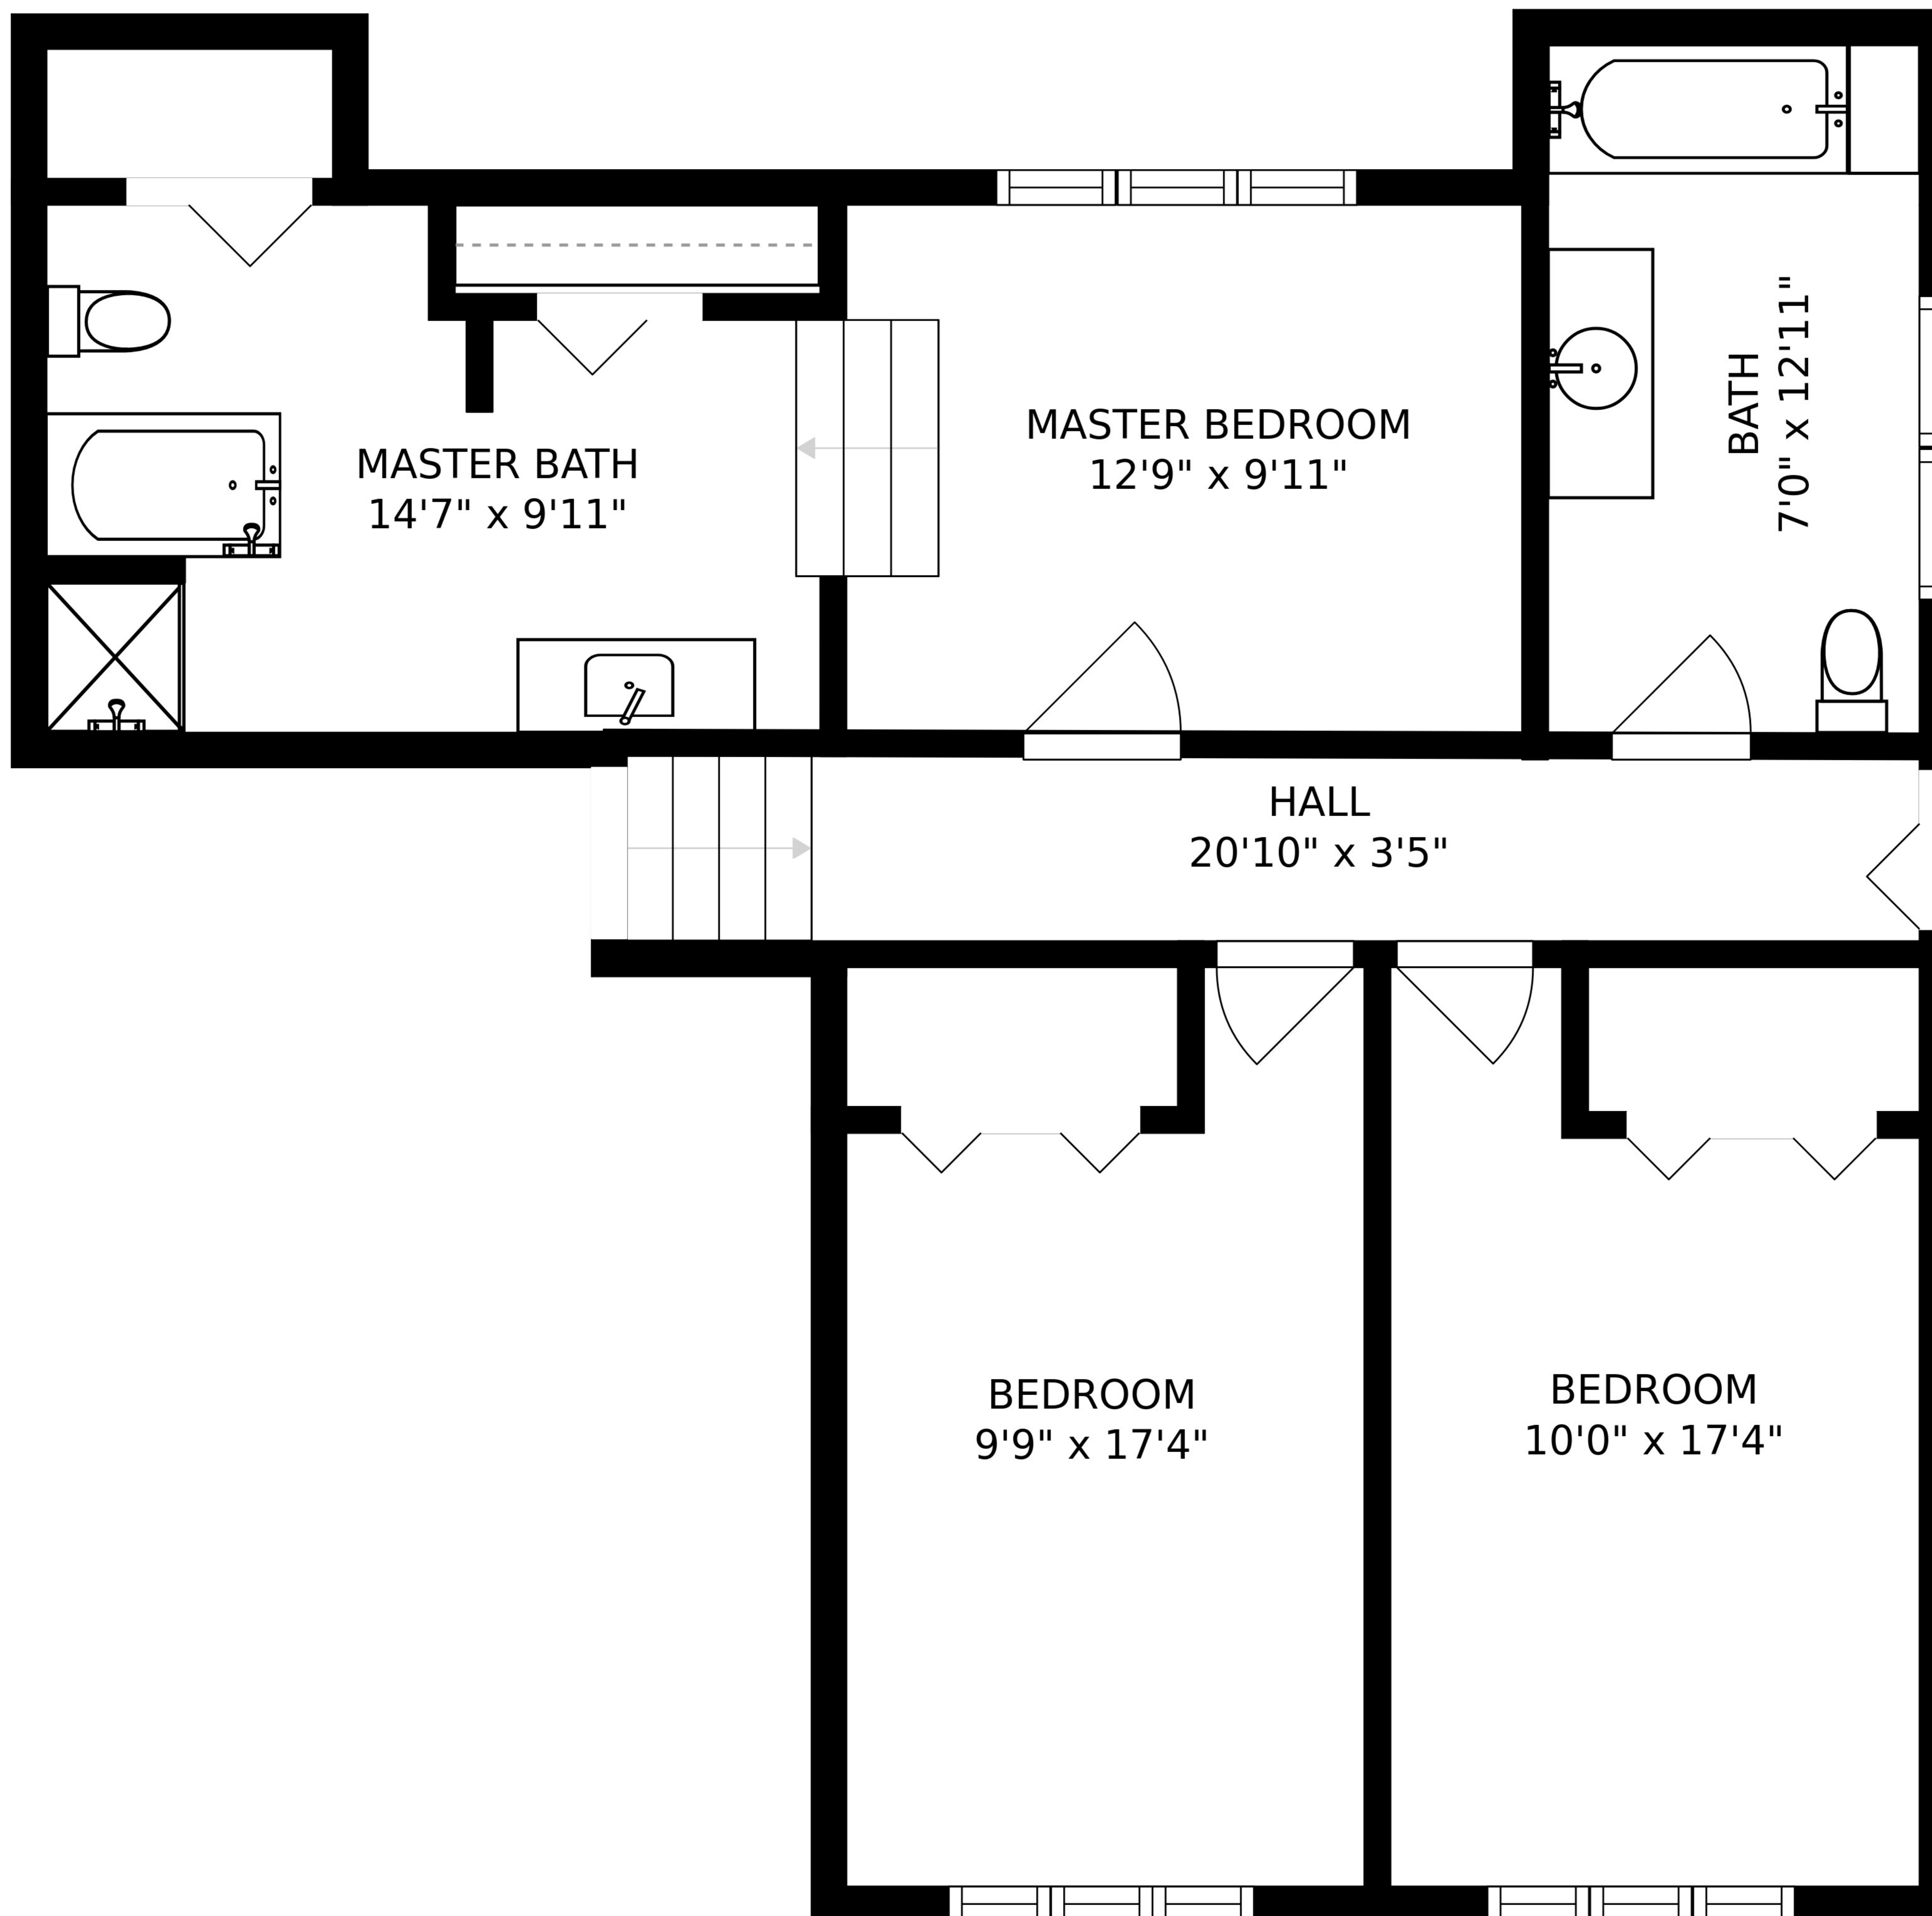 MASTER BATH
14'7" x 9'11"
MASTER BEDROOM
12'9" x 9'11"
BATH
7'0" x 12'11"
HALL
20'10" x 3'5"
BEDROOM
9'9" x 17'4"
BEDROOM
10'0" x 17'4"